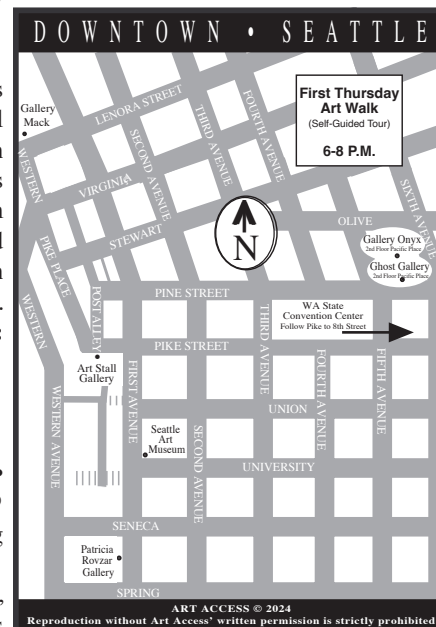 DOWNTOWN • SEATTLE
Gallery
Mack
LENORA STREET
THIRD AVENUE
FOURTH AVENUE
First Thursday
Art Walk
(Self-Guided Tour)
6-8 P.M.
WESTERN
SECOND AVENUE
VIRGINIA
SIXTH AVENUE
STEWART
N
OLIVE
Gallery Onyx
2nd Floor Pacific Place
Ghost Gallery
2nd Floor Pacific Place
PIKE PLACE
POST ALLEY
WESTERN
PINE STREET
WA State
Convention Center
Follow Pike to 8th Street
THIRD AVENUE
PIKE STREET
Art Stall
Gallery
FIRST AVENUE
FOURTH AVENUE
FIFTH AVENUE
WESTERN AVENUE
UNION
Seattle
Art
Museum
SECOND AVENUE
UNIVERSITY
SENECA
Patricia
Rovzar
Gallery
SPRING
ART ACCESS © 2024
Reproduction without Art Access' written permission is strictly prohibited